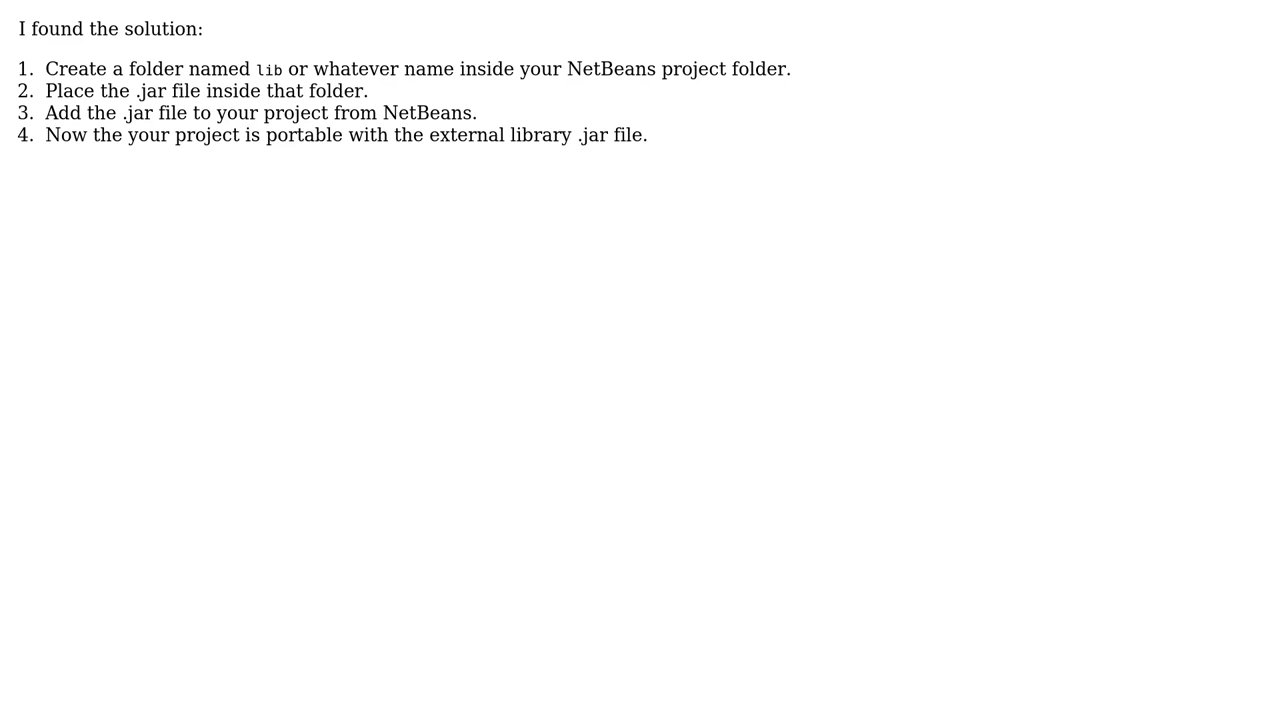 I found the solution:
1. Create a folder named lib or whatever name inside your NetBeans project folder.
2. Place the .jar file inside that folder.
3. Add the .jar file to your project from NetBeans.
4. Now the your project is portable with the external library .jar file.